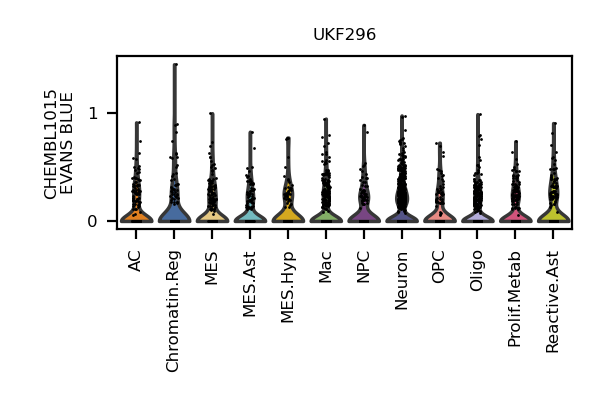 UKF296
CHEMBL1015
EVANS BLUE
1
0
AC
Chromatin.Reg
MES
MES.Ast
MES.Hyp
Mac
NPC
Neuron
OPC
Oligo
Prolif.Metab
Reactive.Ast